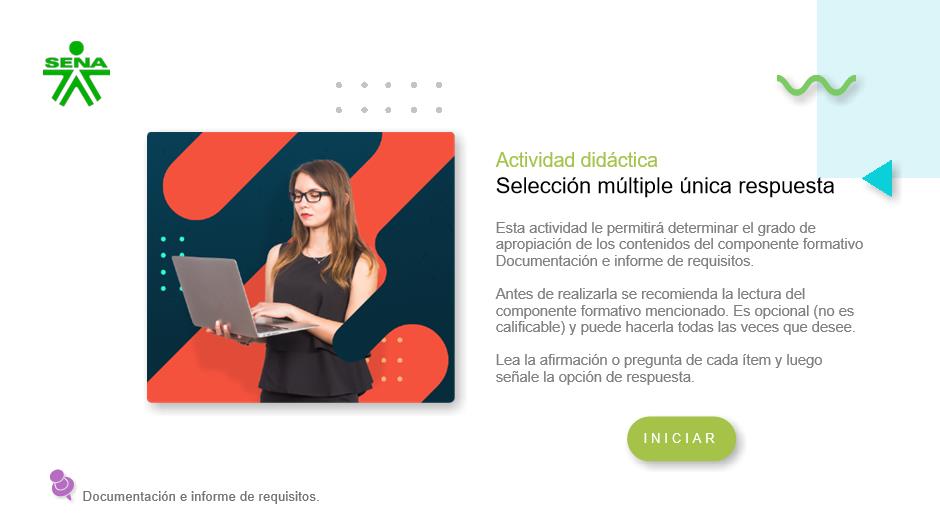 SENA
Actividad didáctica
Selección múltiple única respuesta
Esta actividad le permitirá determinar el grado de
apropiación de los contenidos del componente formativo
Documentación e informe de requisitos.
Antes de realizarla se recomienda la lectura del
componente formativo mencionado. Es opcional (no es
calificable) y puede hacerla todas las veces que desee.
Lea la afirmación o pregunta de cada ítem y luego
señale la opción de respuesta.
INICIAR
Documentación e informe de requisitos.